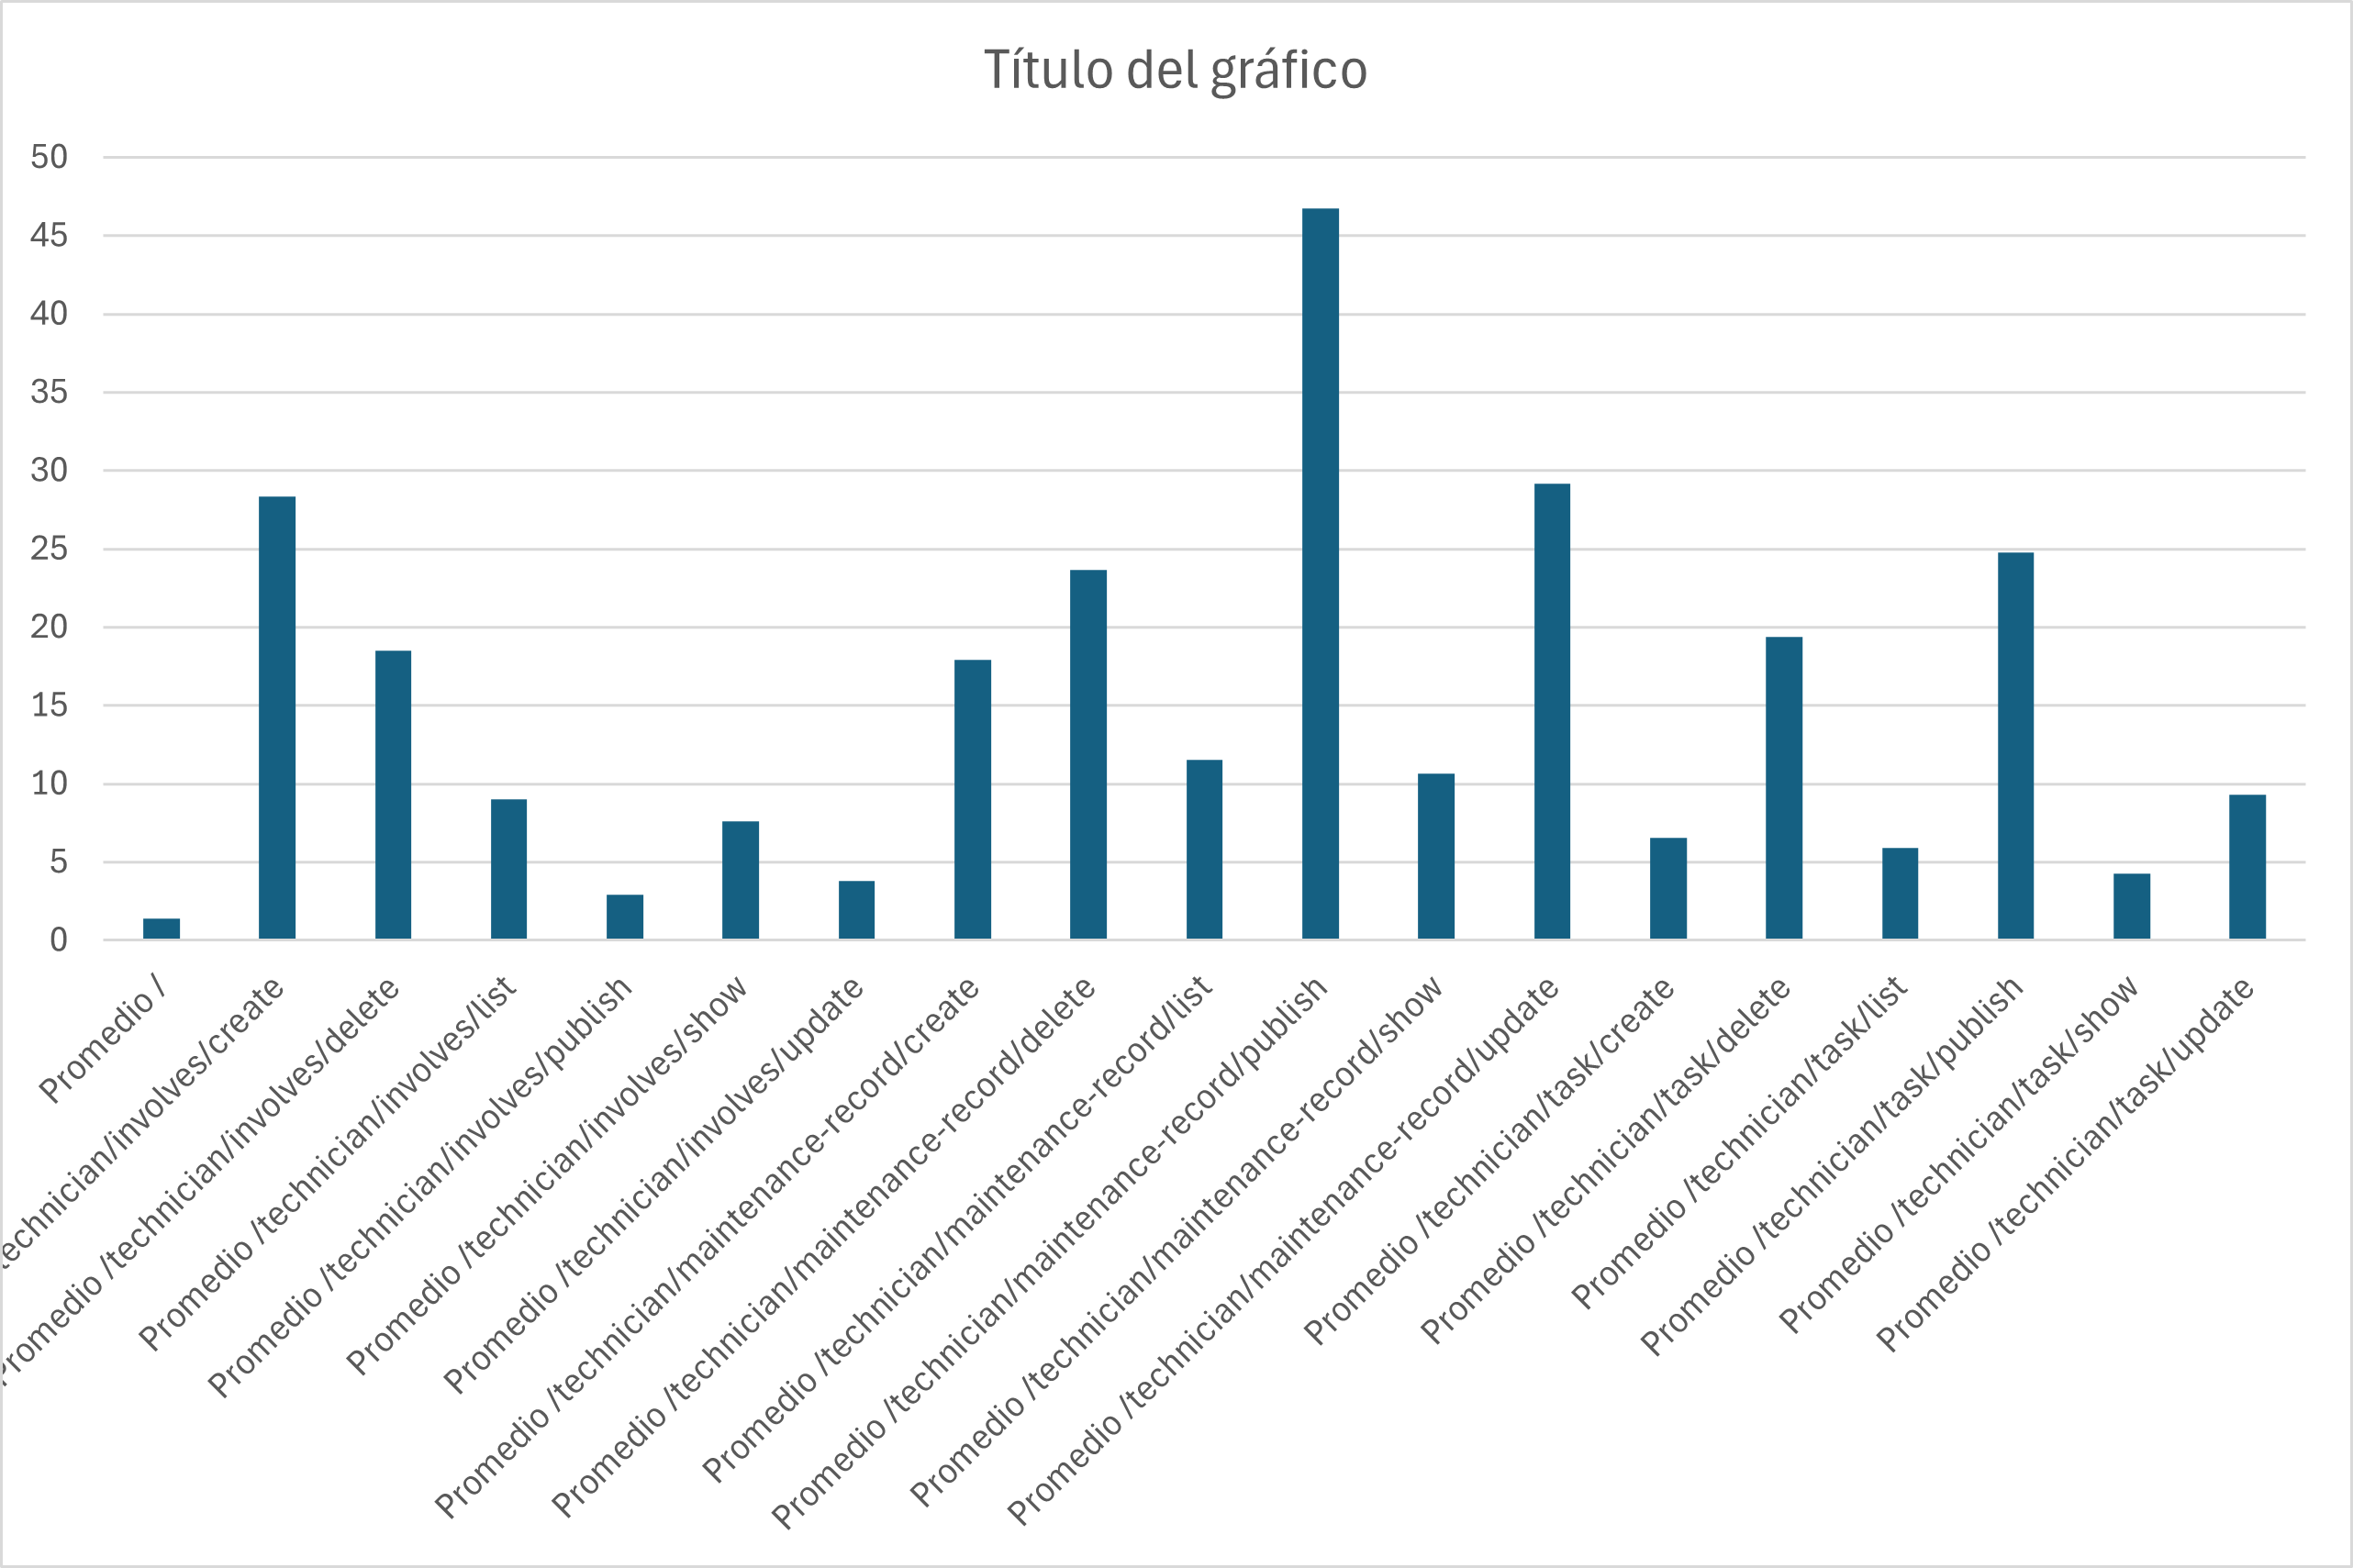 Título del gráfico
50
45
40
35
30
25
20
15
10
5
0
Promedio /
technician/involves/create
Promedio /technician/involves/delete
Promedio /technician/involves/list
Promedio /technician/involves/publish
Promedio /technician/involves/show
Promedio /technician/involves/update
Promedio /technician/maintenance-record/create
Promedio /technician/maintenance-record/delete
Promedio /technician/maintenance-record/list
Promedio /technician/maintenance-record/publish
Promedio /technician/maintenance-record/show
Promedio /technician/maintenance-record/update
Promedio /technician/task/create
Promedio /technician/task/delete
Promedio /technician/task/list
Promedio /technician/task/publish
Promedio /technician/task/show
Promedio /technician/task/update